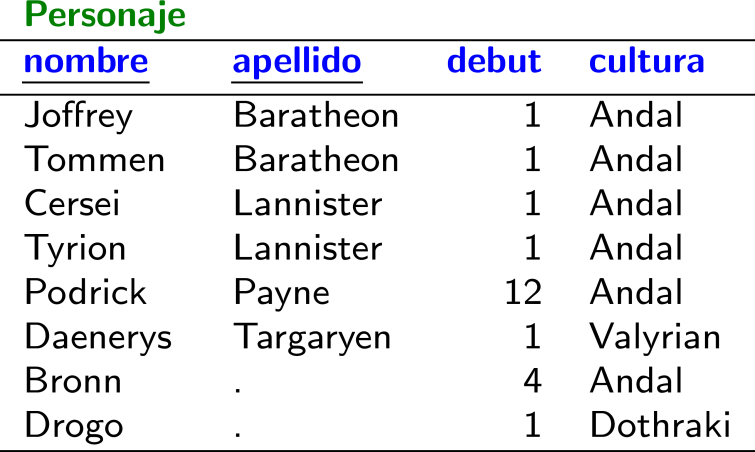 Personaje
nombre apellido debut cultura
Joffrey Baratheon 1 Andal
Tommen Baratheon 1 Andal
Cersei Lannister 1 Andal
Tyrion Lannister 1 Andal
Podrick Payne 12 Andal
Daenerys Targaryen 1 Valyrian
Bronn . 4 Andal
Drogo . 1 Dothraki